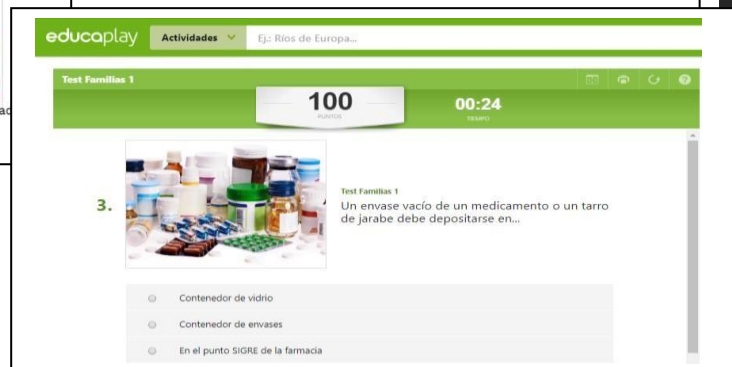 educaplay
Actividades
Ej.: Ríos de Europa...
Test Familias 1
100
PUNTOS
00:24
TIEMPO
3.
Test Familias 1
Un envase vacío de un medicamento o un tarro
de jarabe debe depositarse en...
Contenedor de vidrio
Contenedor de envases
En el punto SIGRE de la farmacia